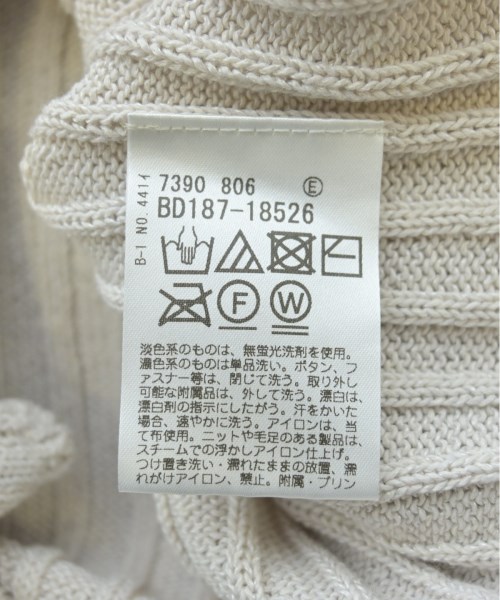 B-1 NO.4414
7390 806 Ⓔ
BD187-18526
F W
淡色系のものは、無蛍光洗剤を使用。
濃色系のものは単品洗い。ボタン、フ
ァスナー等は、閉じて洗う。取り外し
可能な附属品は、外して洗う。漂白は、
漂白剤の指示にしたがう。汗をかいた
場合、速やかに洗う。アイロンは、当
て布使用。ニットや毛足のある製品は、
スチームでの浮かしアイロン仕上げ。
つけ置き洗い・濡れたままの放置、濡
れがけアイロン、禁止。附属・プリン